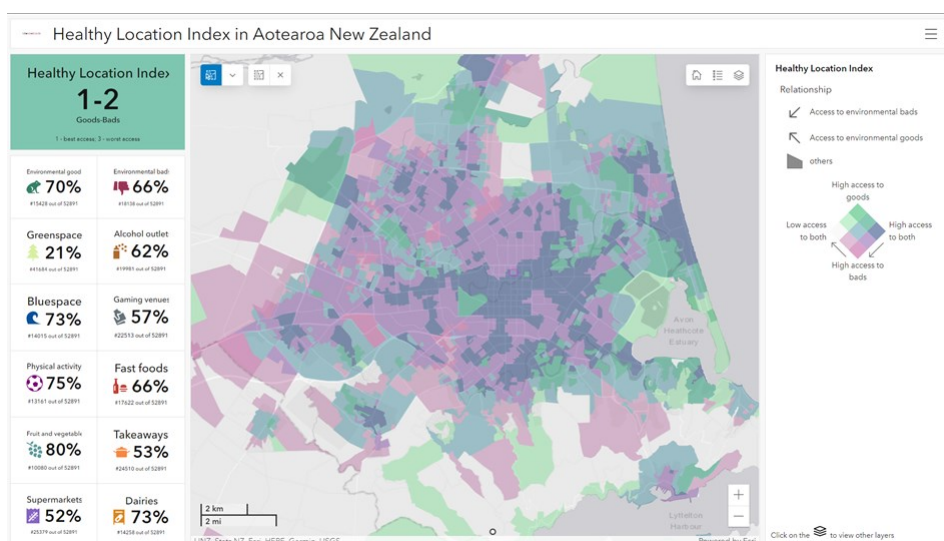 Healthy Location Index in Aotearoa New Zealand
Healthy Location Inde
1-2
Goods-Bads
1 - best access; 3 - worst access
Environmental good
70%
#15428 out of 52891
Environmental bad
66%
#18108 out of 52891
Greenspace
21%
#41684 out of 52891
Alcohol outlet
62%
#19981 out of 52891
Bluespace
73%
#14015 out of 52891
Gaming venues
57%
#22513 out of 52891
Physical activity
75%
#13161 out of 52891
Fast foods
66%
#17622 out of 52891
Fruit and vegetabl
80%
#10080 out of 52891
Takeaways
53%
#24510 out of 52891
Supermarkets
52%
#25379 out of 52891
Dairies
73%
#14258 out of 52891
Avon
Heathcote
Estuary
Lyttelton
Harbour
2 km
2 mi
Powered by Esri
Healthy Location Index
Relationship
Access to environmental bads
Access to environmental goods
others
High access to
goods
Low access
to both
High access
to both
High access to
bads
Click on the to view other layers